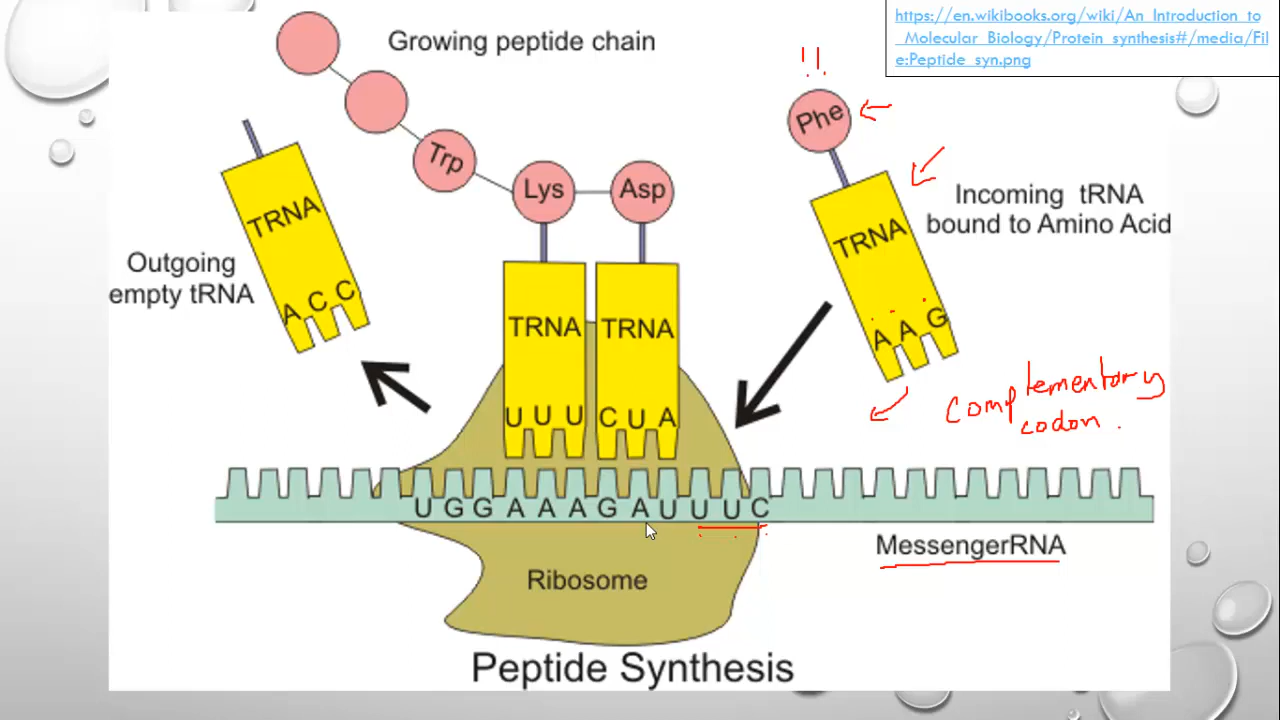 https://en.wikibooks.org/wiki/An_Introduction_to
_Molecular_Biology/Protein_synthesis#/media/Fil
e:Peptide_syn.png
Growing peptide chain
!!
Phe
Trp
Lys
Asp
TRNA
Incoming tRNA
bound to Amino Acid
TRNA
Outgoing
empty tRNA
A C C
TRNA
TRNA
A A G
complementary
codon.
U U U
C U A
U G G A A A G A U U U C
MessengerRNA
Ribosome
Peptide Synthesis